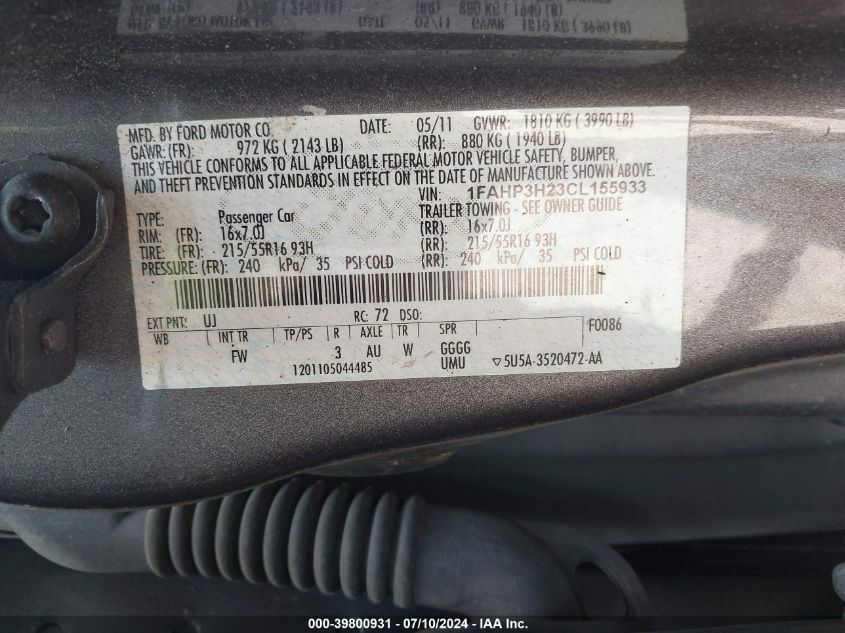 MFD. BY FORD MOTOR CO. DATE: 05/11 GVWR: 1810 KG ( 3990 LB)
GAWR: (FR) 972 KG ( 2143 LB) (RR): 880 KG ( 1940 LB)
THIS VEHICLE CONFORMS TO ALL APPLICABLE FEDERAL MOTOR VEHICLE SAFETY, BUMPER,
AND THEFT PREVENTION STANDARDS IN EFFECT ON THE DATE OF MANUFACTURE SHOWN ABOVE.
VIN: 1FAHP3H23CL155933
TYPE: Passenger Car TRAILER TOWING - SEE OWNER GUIDE
RIM: (FR): 16x7.0J (RR): 16x7.0J
TIRE: (FR): 215/55R16 93H (RR): 215/55R16 93H
PRESSURE: (FR): 240 kPa/ 35 PSI COLD (RR): 240 kPa/ 35 PSI COLD
EXT PNT: UJ RC: 72 DSO: F0086
WB INT TR TP/PS R AXLE TR SPR
FW 3 AU W GGGG
UMU
1201105044485 ▽5U5A-3520472-AA
000-39800931 - 07/10/2024 - IAAI.COM